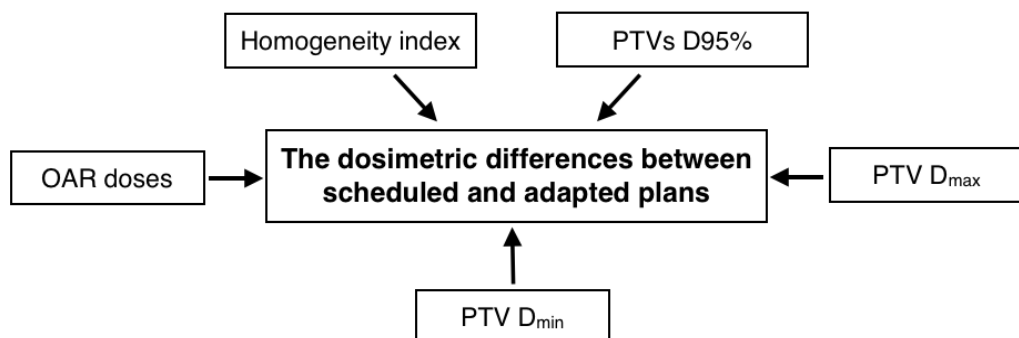 Homogeneity index
PTVs D95%
The dosimetric differences between
scheduled and adapted plans
OAR doses
PTV Dmax
PTV Dmin